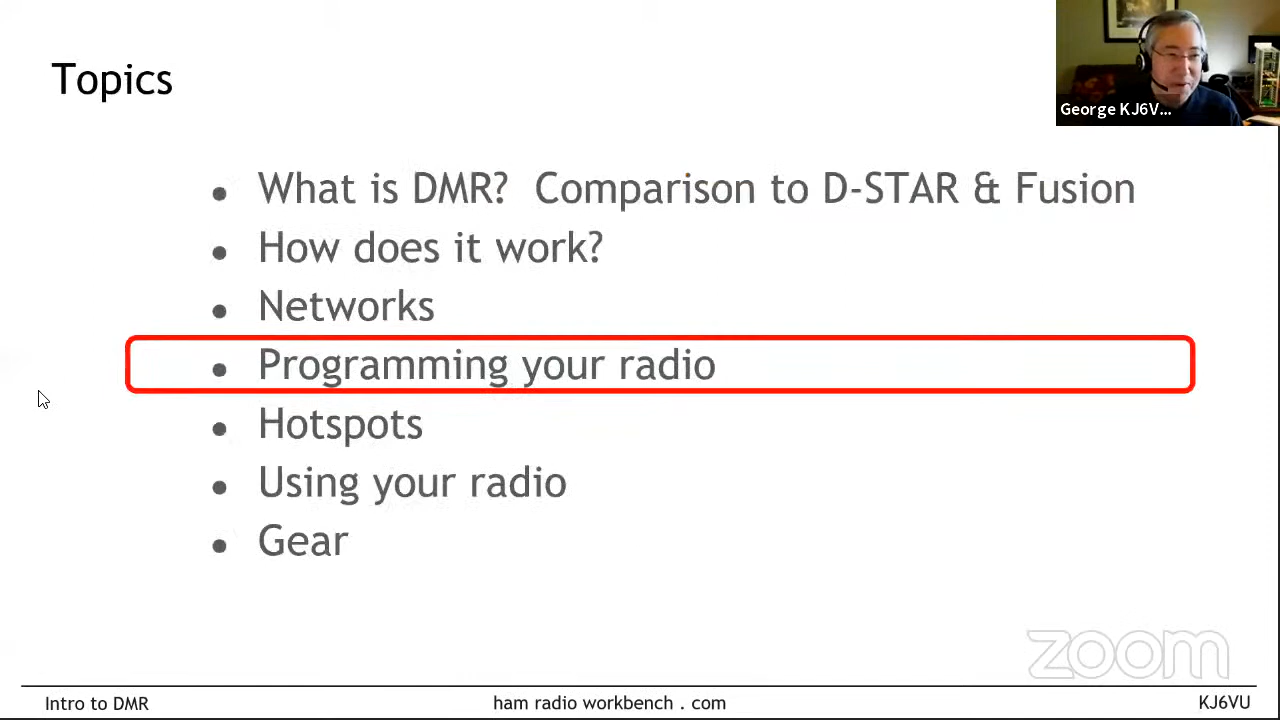 Topics
George KJ6V...
What is DMR? Comparison to D-STAR & Fusion
How does it work?
Networks
Programming your radio
Hotspots
Using your radio
Gear
zoom
Intro to DMR
ham radio workbench . com
KJ6VU